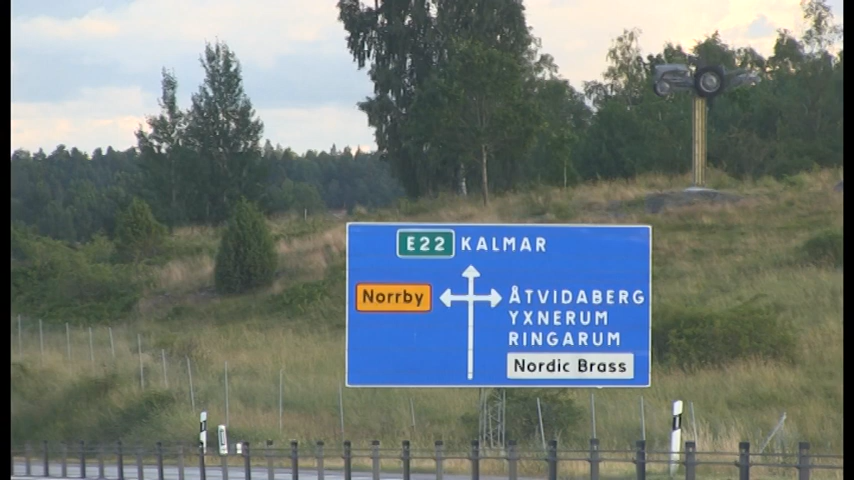 E22 KALMAR
Norrby
ÅTVIDABERG
YXNERUM
RINGARUM
Nordic Brass